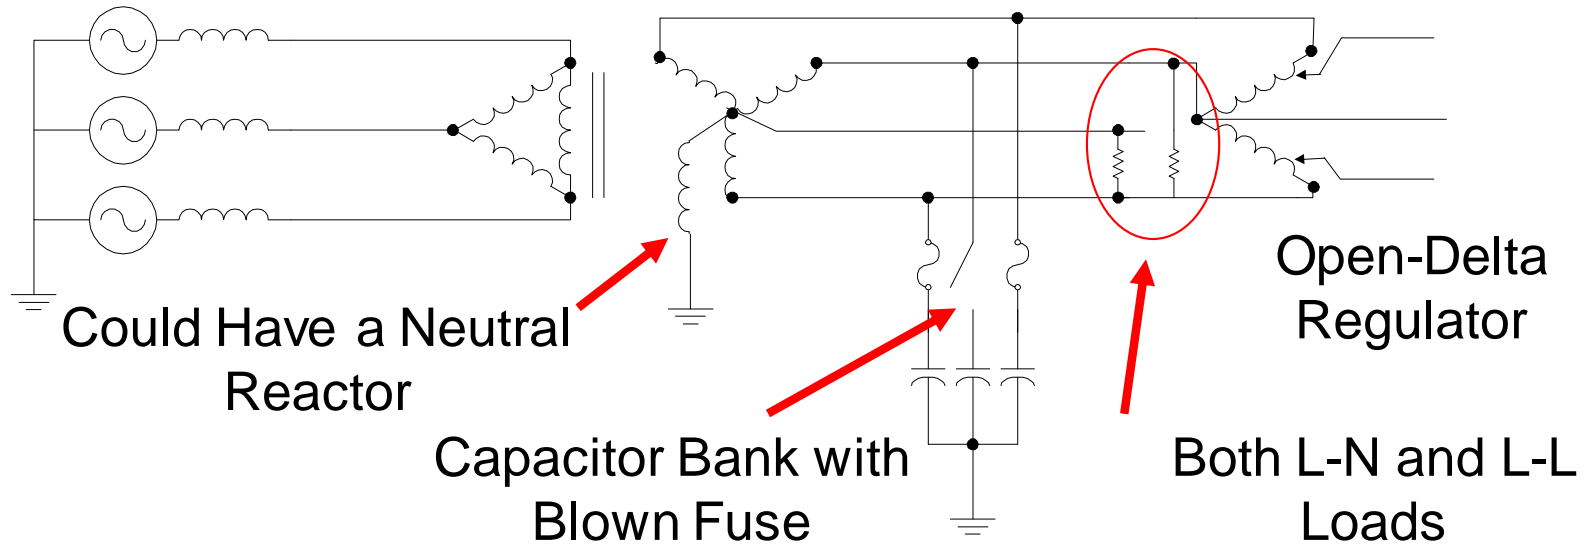 Could Have a Neutral
Reactor
Capacitor Bank with
Blown Fuse
Open-Delta
Regulator
Both L-N and L-L
Loads